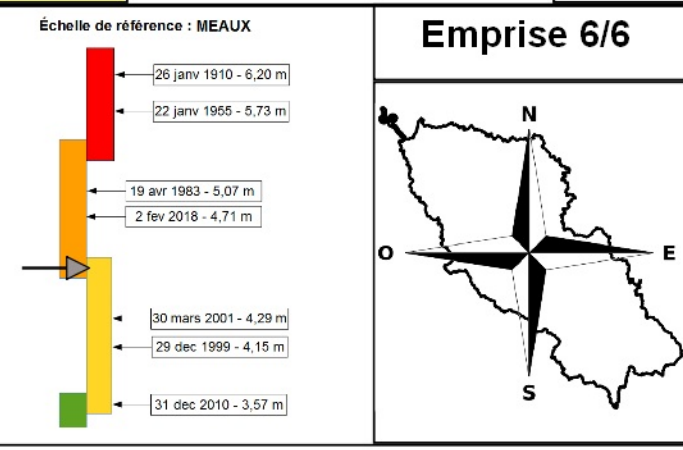 Échelle de référence : MEAUX
26 janv 1910 - 6,20 m
22 janv 1955 - 5,73 m
19 avr 1983 - 5,07 m
2 fev 2018 - 4,71 m
30 mars 2001 - 4,29 m
29 dec 1999 - 4,15 m
31 dec 2010 - 3,57 m
Emprise 6/6
N
O
E
S